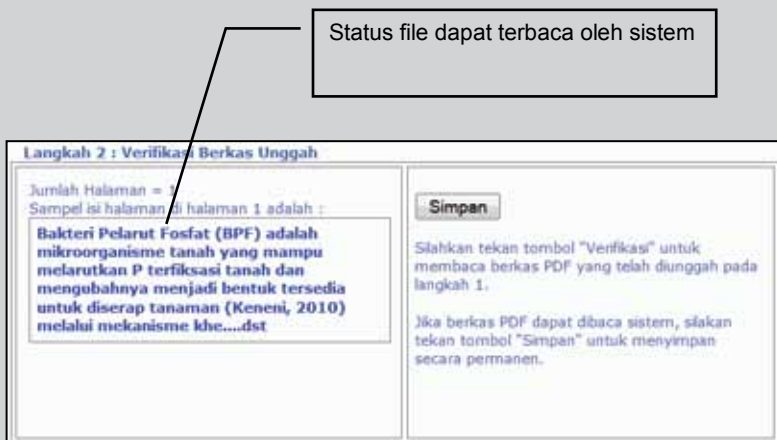 Status file dapat terbaca oleh sistem
Langkah 2 : Verifikasi Berkas Unggah
Jumlah Halaman = 1
Sampel isi halaman di halaman 1 adalah :
Bakteri Pelarut Fosfat (BPF) adalah
mikroorganisme tanah yang mampu
melarutkan P terfiksasi tanah dan
mengubahnya menjadi bentuk tersedia
untuk diserap tanaman (Keneni, 2010)
melalui mekanisme khe....dst
Simpan
Silahkan tekan tombol "Verifikasi" untuk
membaca berkas PDF yang telah diunggah pada
langkah 1.
Jika berkas PDF dapat dibaca sistem, silakan
tekan tombol "Simpan" untuk menyimpan
secara permanen.